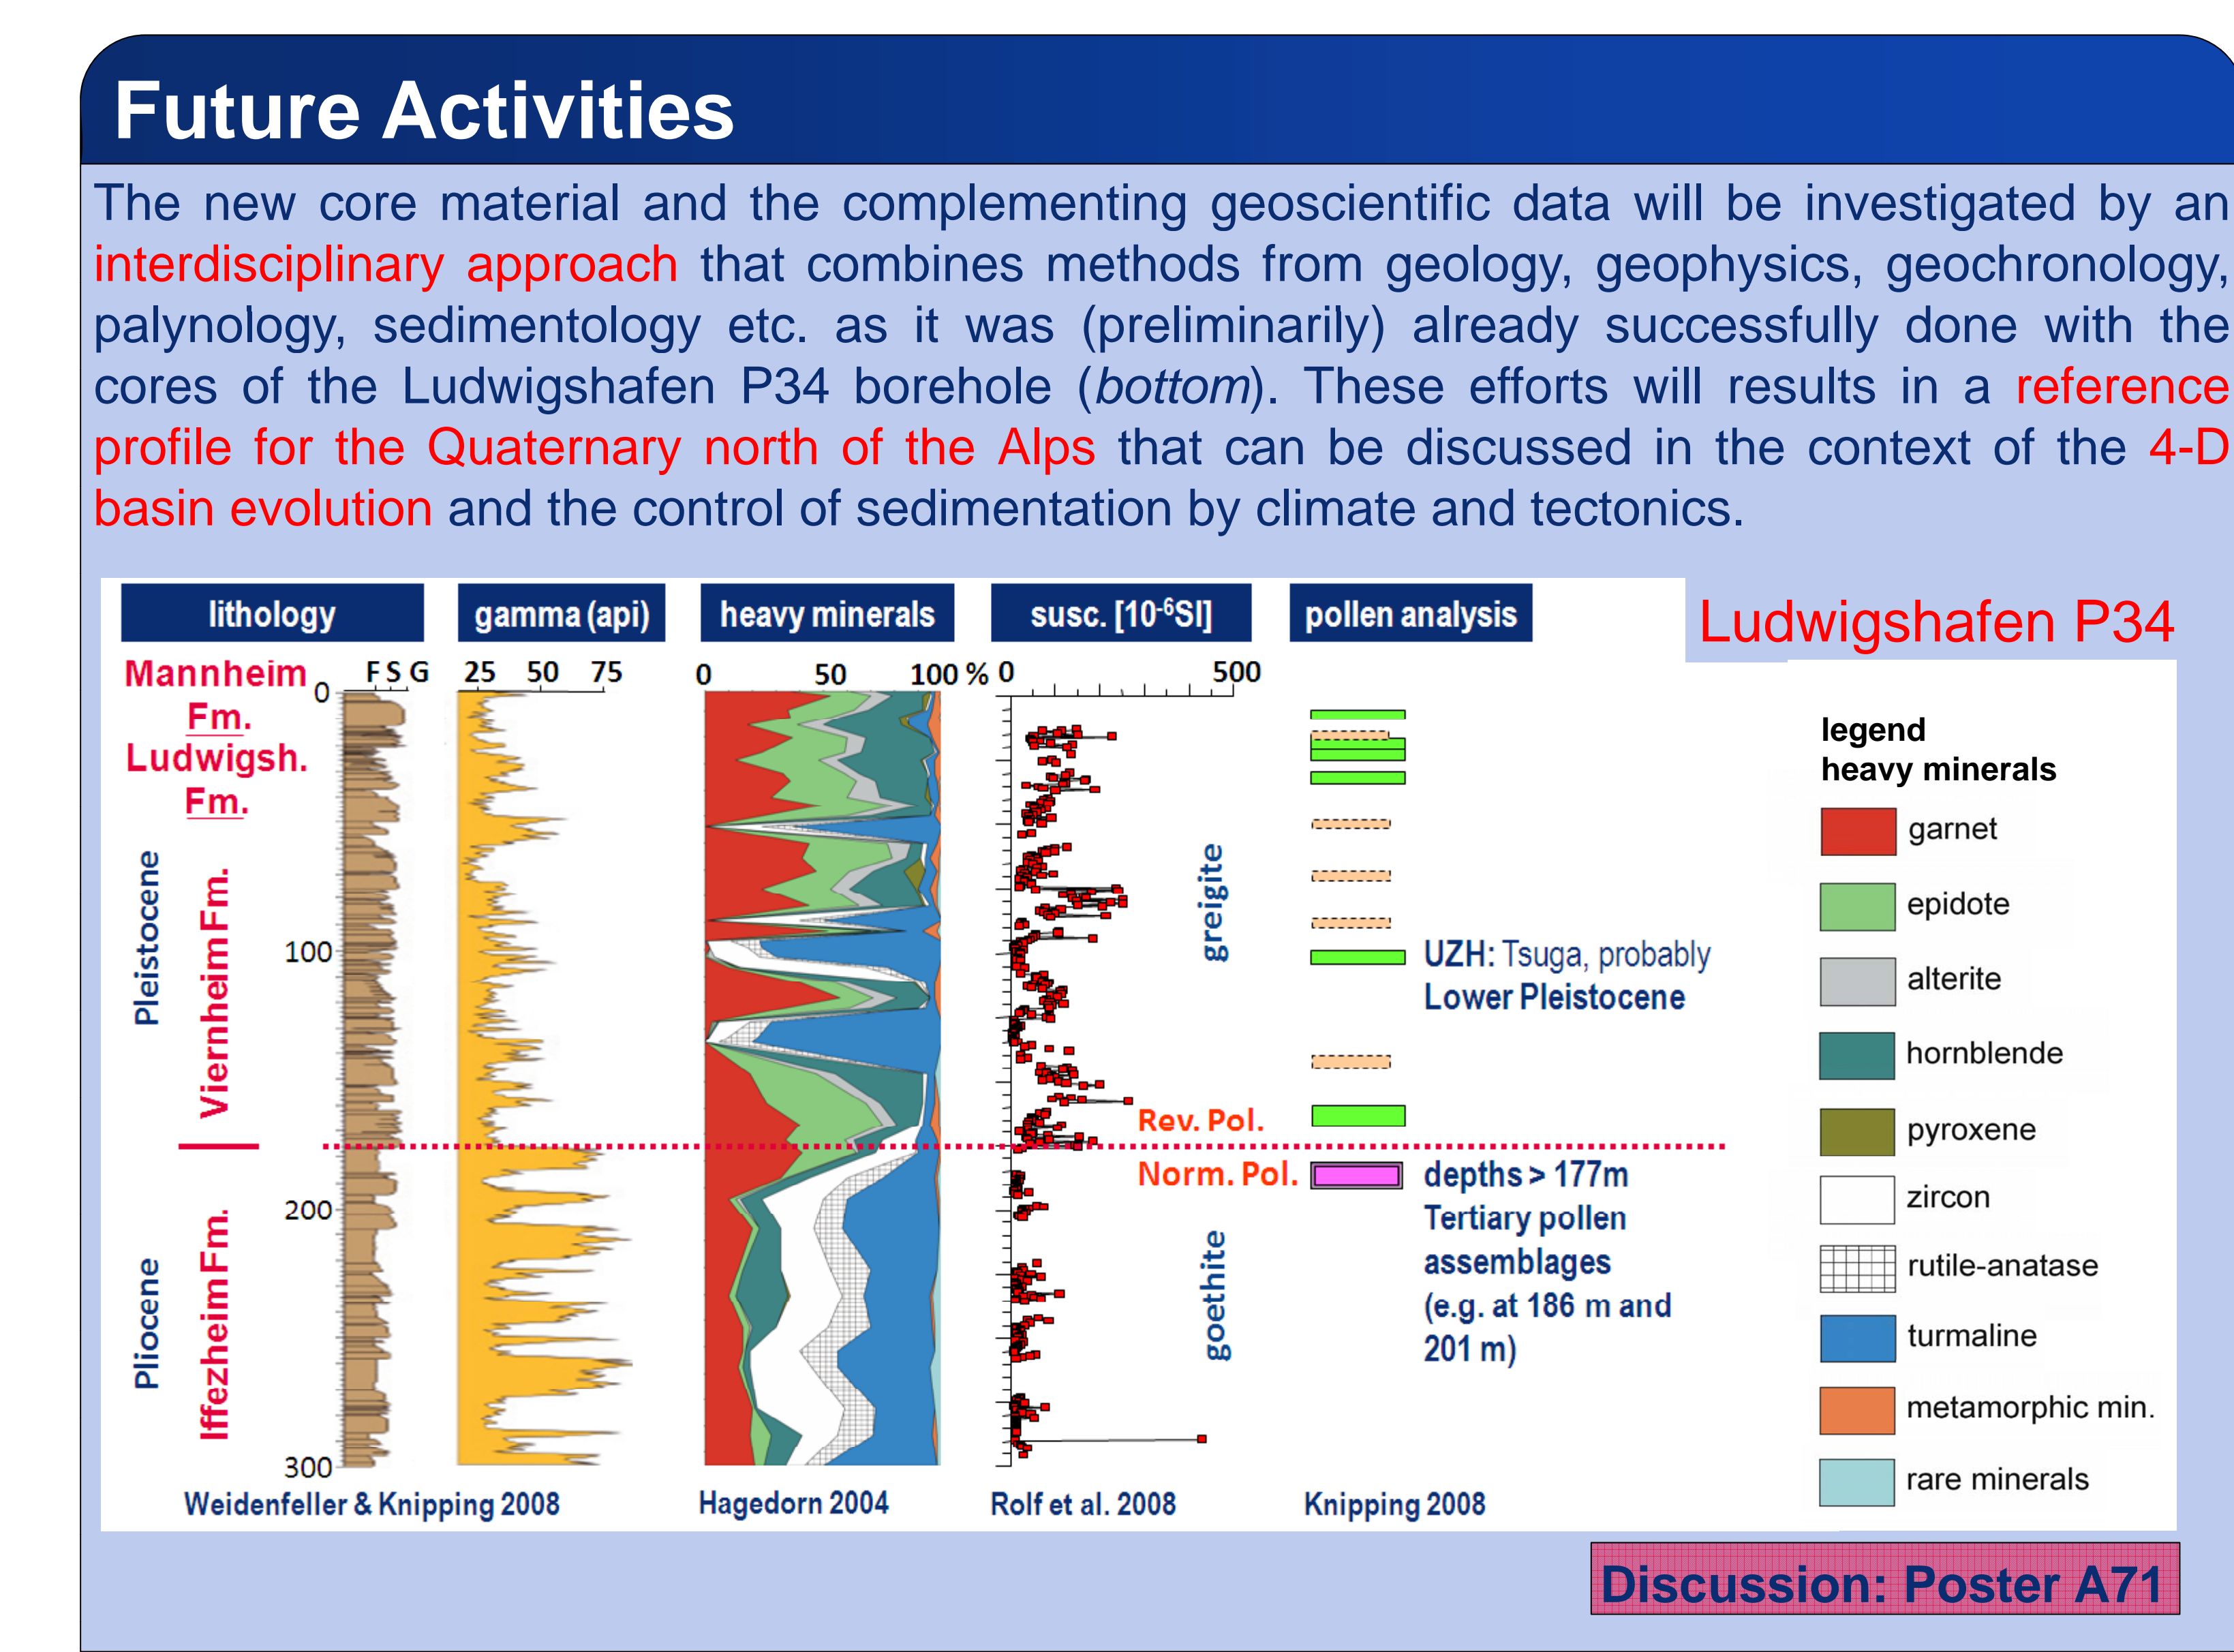 Future Activities
The new core material and the complementing geoscientific data will be investigated by an
interdisciplinary approach that combines methods from geology, geophysics, geochronology,
palynology, sedimentology etc. as it was (preliminarily) already successfully done with the
cores of the Ludwigshafen P34 borehole (bottom). These efforts will results in a reference
profile for the Quaternary north of the Alps that can be discussed in the context of the 4-D
basin evolution and the control of sedimentation by climate and tectonics.
Ludwigshafen P34
lithology
gamma (api)
heavy minerals
susc. [10⁻⁶SI]
pollen analysis
Mannheim
Fm.
Ludwigsh.
Fm.
F S G
25 50 75
0 50 100 %
0 500
0
100
200
300
Pleistocene
Viernheim Fm.
Pliocene
Iffezheim Fm.
greigite
goethite
Rev. Pol.
Norm. Pol.
UZH: Tsuga, probably
Lower Pleistocene
depths > 177m
Tertiary pollen
assemblages
(e.g. at 186 m and
201 m)
legend
heavy minerals
garnet
epidote
alterite
hornblende
pyroxene
zircon
rutile-anatase
turmaline
metamorphic min.
rare minerals
Weidenfeller & Knipping 2008
Hagedorn 2004
Rolf et al. 2008
Knipping 2008
Discussion: Poster A71